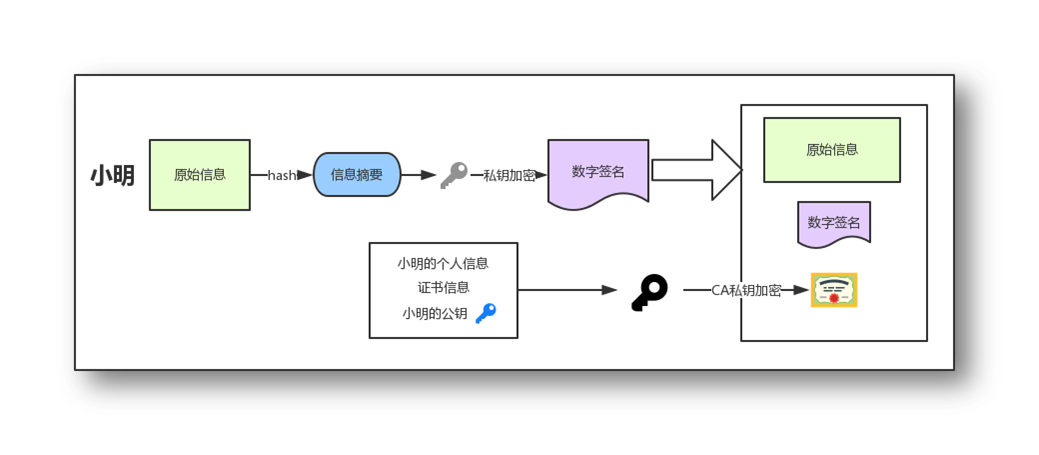 小明
原始信息
hash
信息摘要
私钥加密
数字签名
原始信息
数字签名
小明的个人信息
证书信息
小明的公钥
CA私钥加密